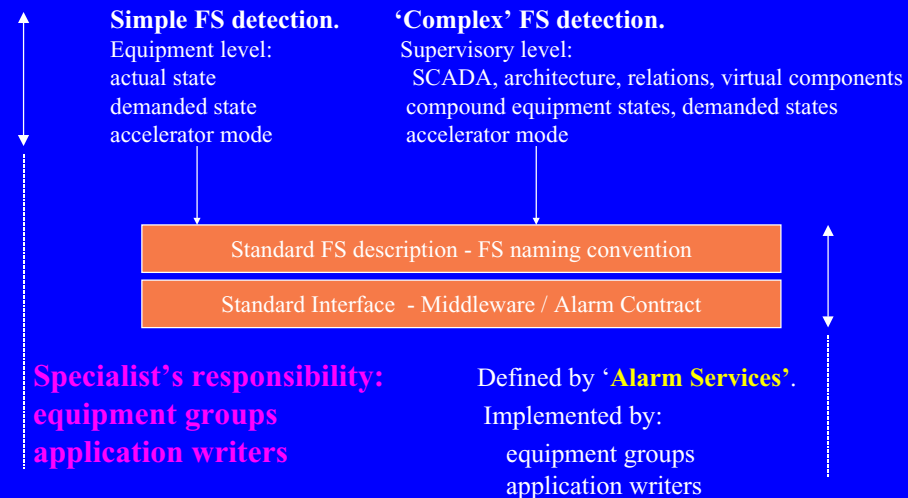 Simple FS detection.
Equipment level:
actual state
demanded state
accelerator mode
‘Complex’ FS detection.
Supervisory level:
SCADA, architecture, relations, virtual components
compound equipment states, demanded states
accelerator mode
Standard FS description - FS naming convention
Standard Interface - Middleware / Alarm Contract
Specialist’s responsibility:
equipment groups
application writers
Defined by ‘Alarm Services’.
Implemented by:
equipment groups
application writers